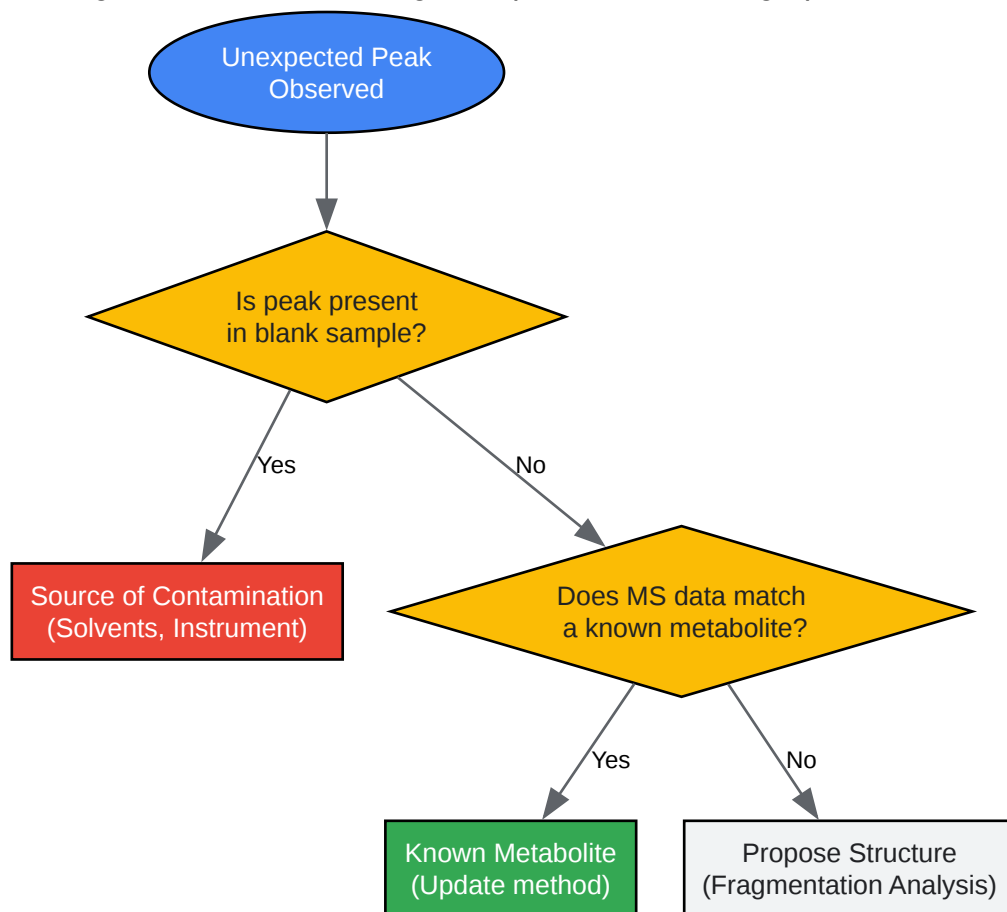 Unexpected Peak
Observed
Is peak present
in blank sample?
Yes
No
Source of Contamination
(Solvents, Instrument)
Does MS data match
a known metabolite?
Yes
No
Known Metabolite
(Update method)
Propose Structure
(Fragmentation Analysis)